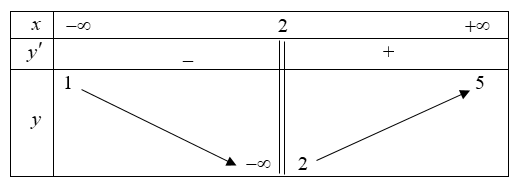 x −∞ 2 +∞
y′ − +
1 5
y
−∞ 2